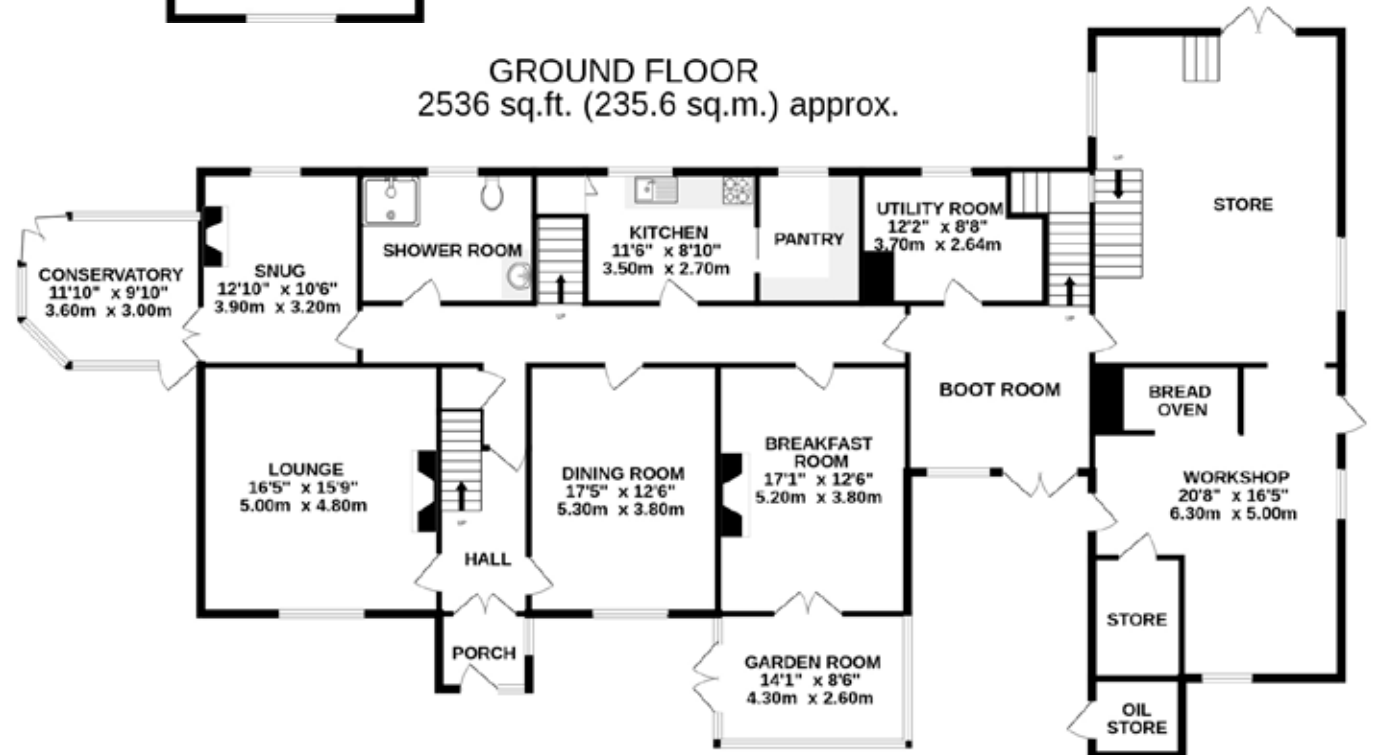 GROUND FLOOR
2536 sq.ft. (235.6 sq.m.) approx.
CONSERVATORY
11'10" x 9'10"
3.60m x 3.00m
SNUG
12'10" x 10'6"
3.90m x 3.20m
SHOWER ROOM
UP
KITCHEN
11'6" x 8'10"
3.50m x 2.70m
PANTRY
UTILITY ROOM
12'2" x 8'8"
3.70m x 2.64m
UP
UP
STORE
LOUNGE
16'5" x 15'9"
5.00m x 4.80m
UP
HALL
PORCH
DINING ROOM
17'5" x 12'6"
5.30m x 3.80m
BREAKFAST
ROOM
17'1" x 12'6"
5.20m x 3.80m
GARDEN ROOM
14'1" x 8'6"
4.30m x 2.60m
BOOT ROOM
BREAD
OVEN
WORKSHOP
20'8" x 16'5"
6.30m x 5.00m
STORE
OIL
STORE